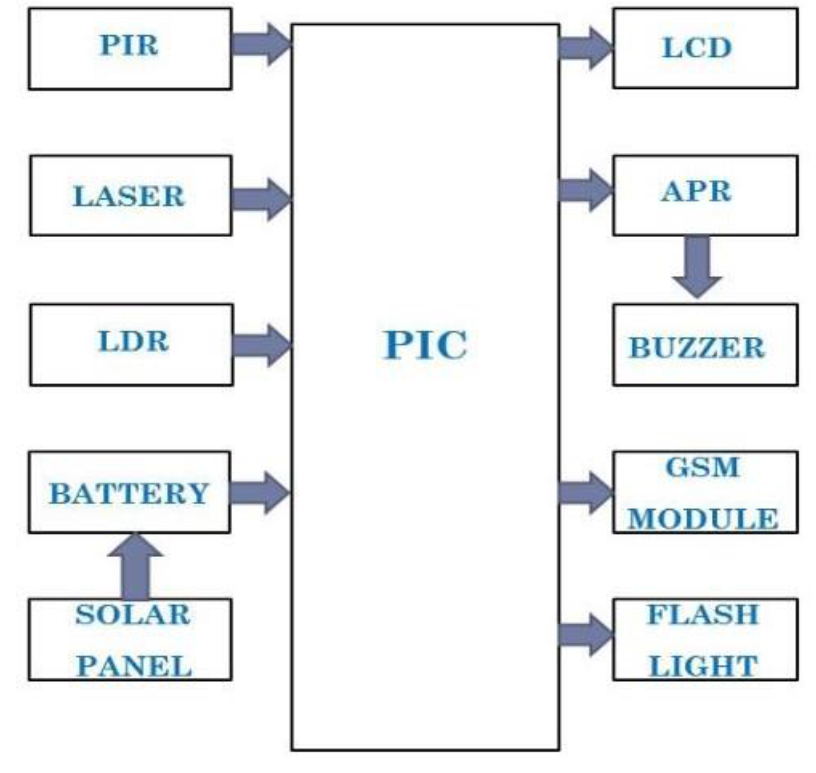 PIR
LASER
LDR
BATTERY
SOLAR
PANEL
PIC
LCD
APR
BUZZER
GSM
MODULE
FLASH
LIGHT